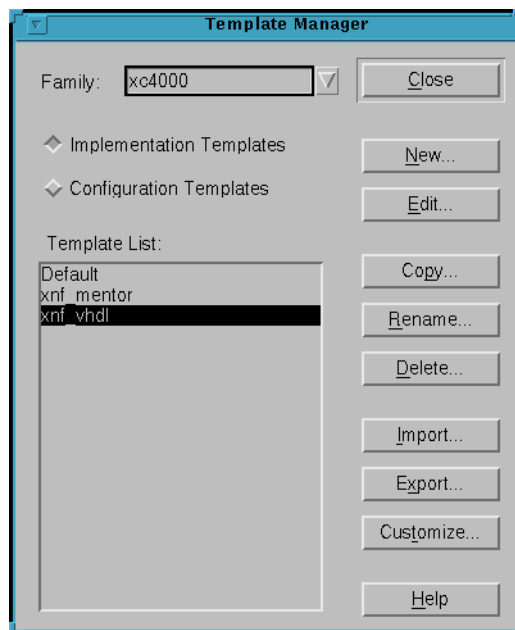 Template Manager
Family: xc4000
Close
Implementation Templates
New...
Configuration Templates
Edit...
Template List:
Default
xnf_mentor
xnf_vhdl
Copy...
Rename...
Delete...
Import...
Export...
Customize...
Help